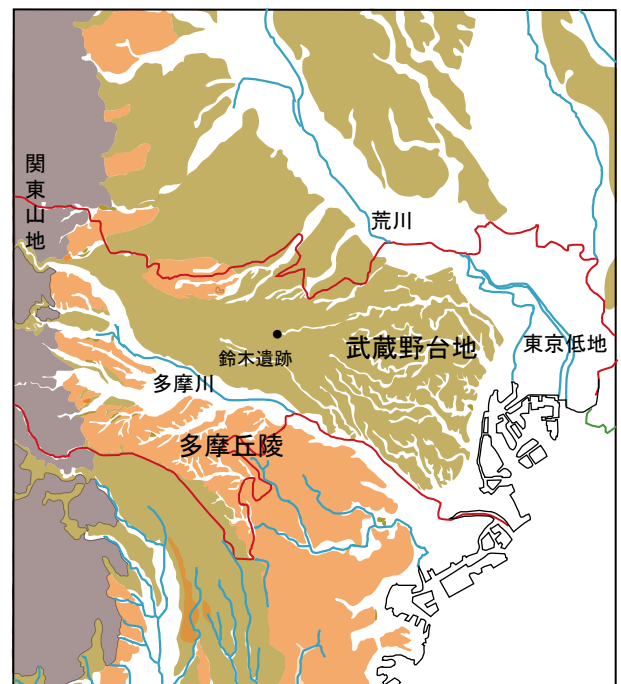 関東山地
荒川
武蔵野台地
東京低地
鈴木遺跡
多摩川
多摩丘陵